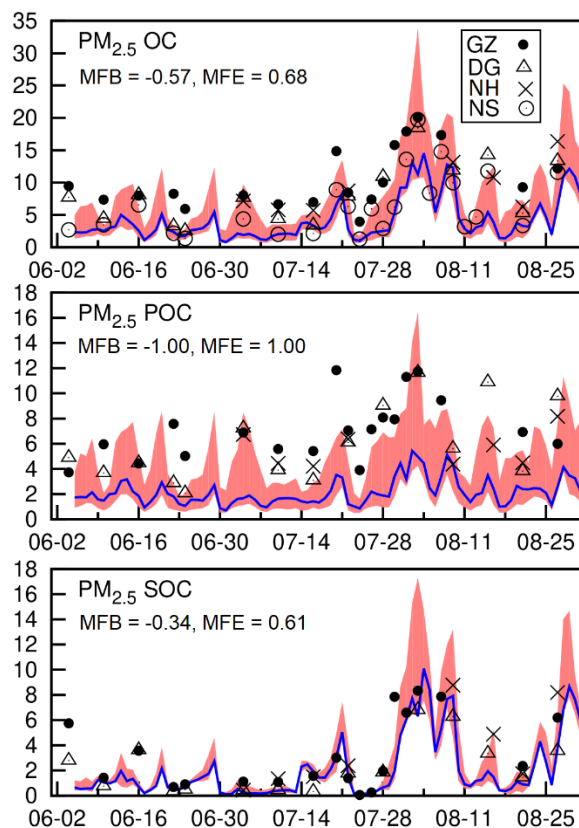 35
30
25
20
15
10
5
0
PM2.5 OC
MFB = -0.57, MFE = 0.68
GZ
DG
NH
NS
06-02 06-16 06-30 07-14 07-28 08-11 08-25
18
16
14
12
10
8
6
4
2
0
PM2.5 POC
MFB = -1.00, MFE = 1.00
06-02 06-16 06-30 07-14 07-28 08-11 08-25
18
16
14
12
10
8
6
4
2
0
PM2.5 SOC
MFB = -0.34, MFE = 0.61
06-02 06-16 06-30 07-14 07-28 08-11 08-25